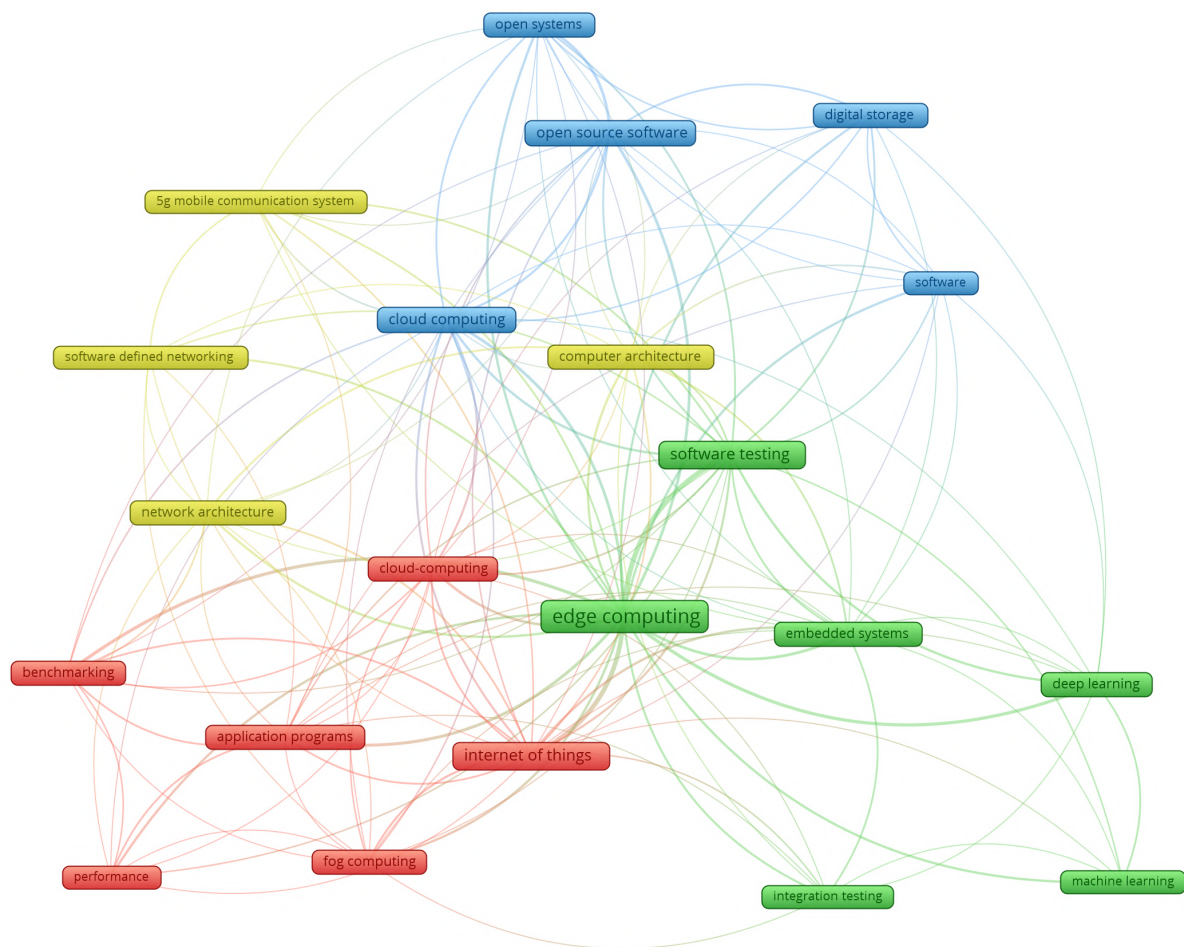 open systems
digital storage
open source software
5g mobile communication system
software
cloud computing
software defined networking
computer architecture
software testing
network architecture
cloud-computing
edge computing
embedded systems
benchmarking
deep learning
application programs
internet of things
fog computing
performance
machine learning
integration testing